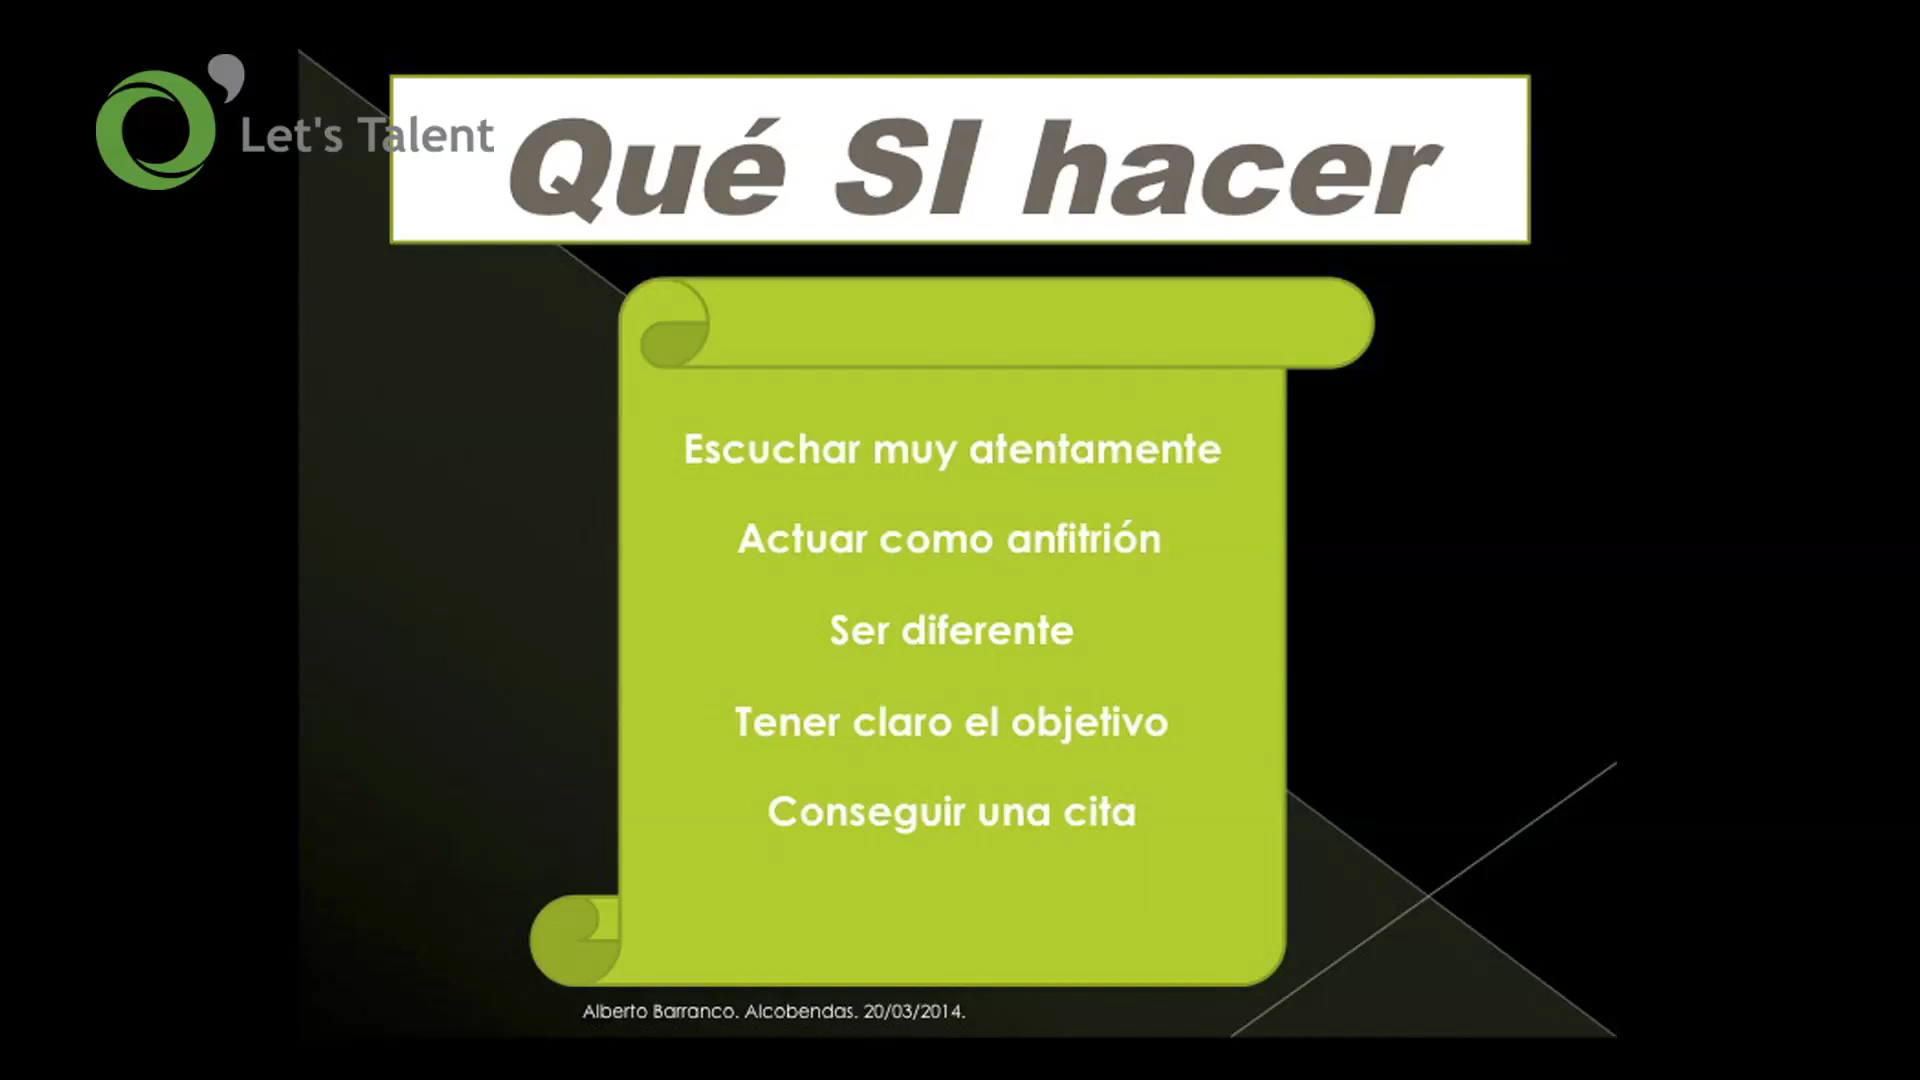 Let's Talent
Qué SI hacer
Escuchar muy atentamente
Actuar como anfitrión
Ser diferente
Tener claro el objetivo
Conseguir una cita
Alberto Barranco. Alcobendas. 20/03/2014.